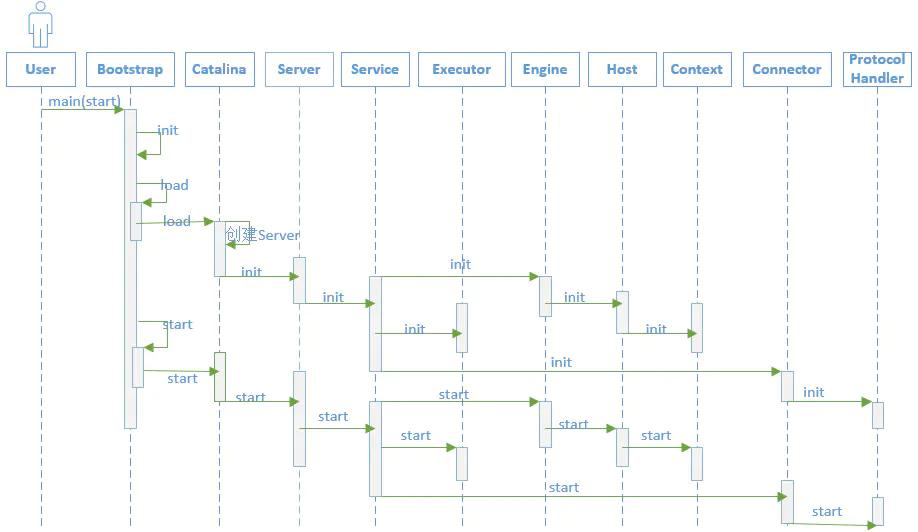 User
Bootstrap
Catalina
Server
Service
Executor
Engine
Host
Context
Connector
Protocol
Handler
main(start)
init
load
load
创建Server
init
init
init
init
init
init
start
init
start
init
start
start
start
start
start
start
start
start